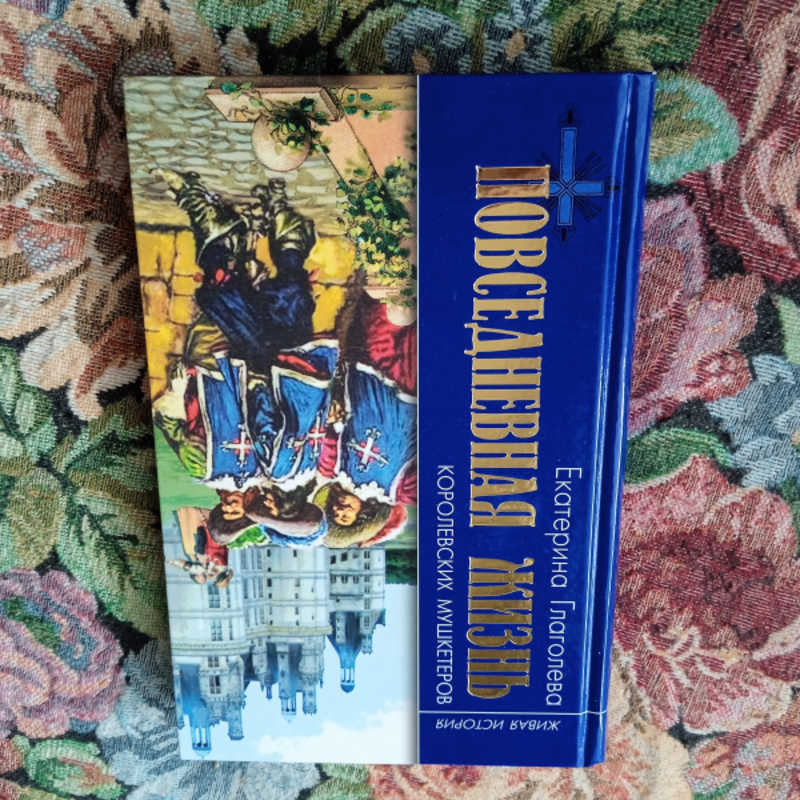 Екатерина Глаголева
ПОВСЕДНЕВНАЯ ЖИЗНЬ
КОРОЛЕВСКИХ МУШКЕТЕРОВ
ЖИВАЯ ИСТОРИЯ